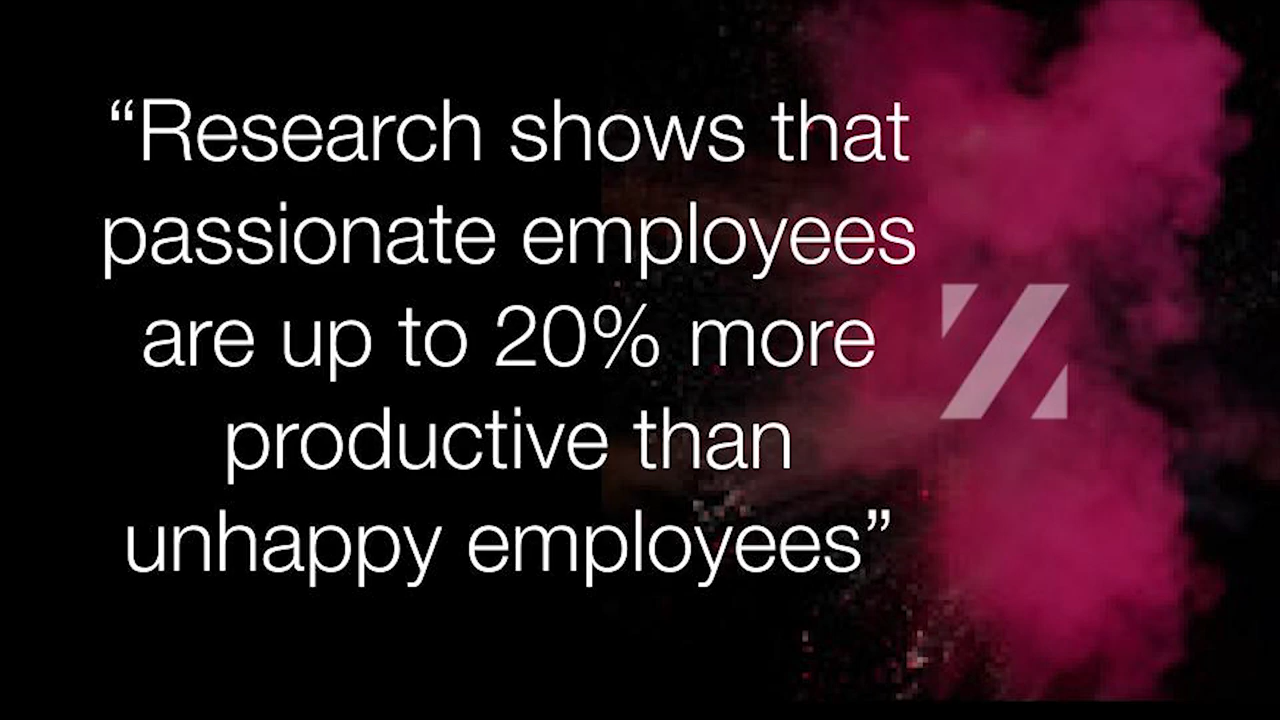 “Research shows that
passionate employees
are up to 20% more
productive than
unhappy employees”